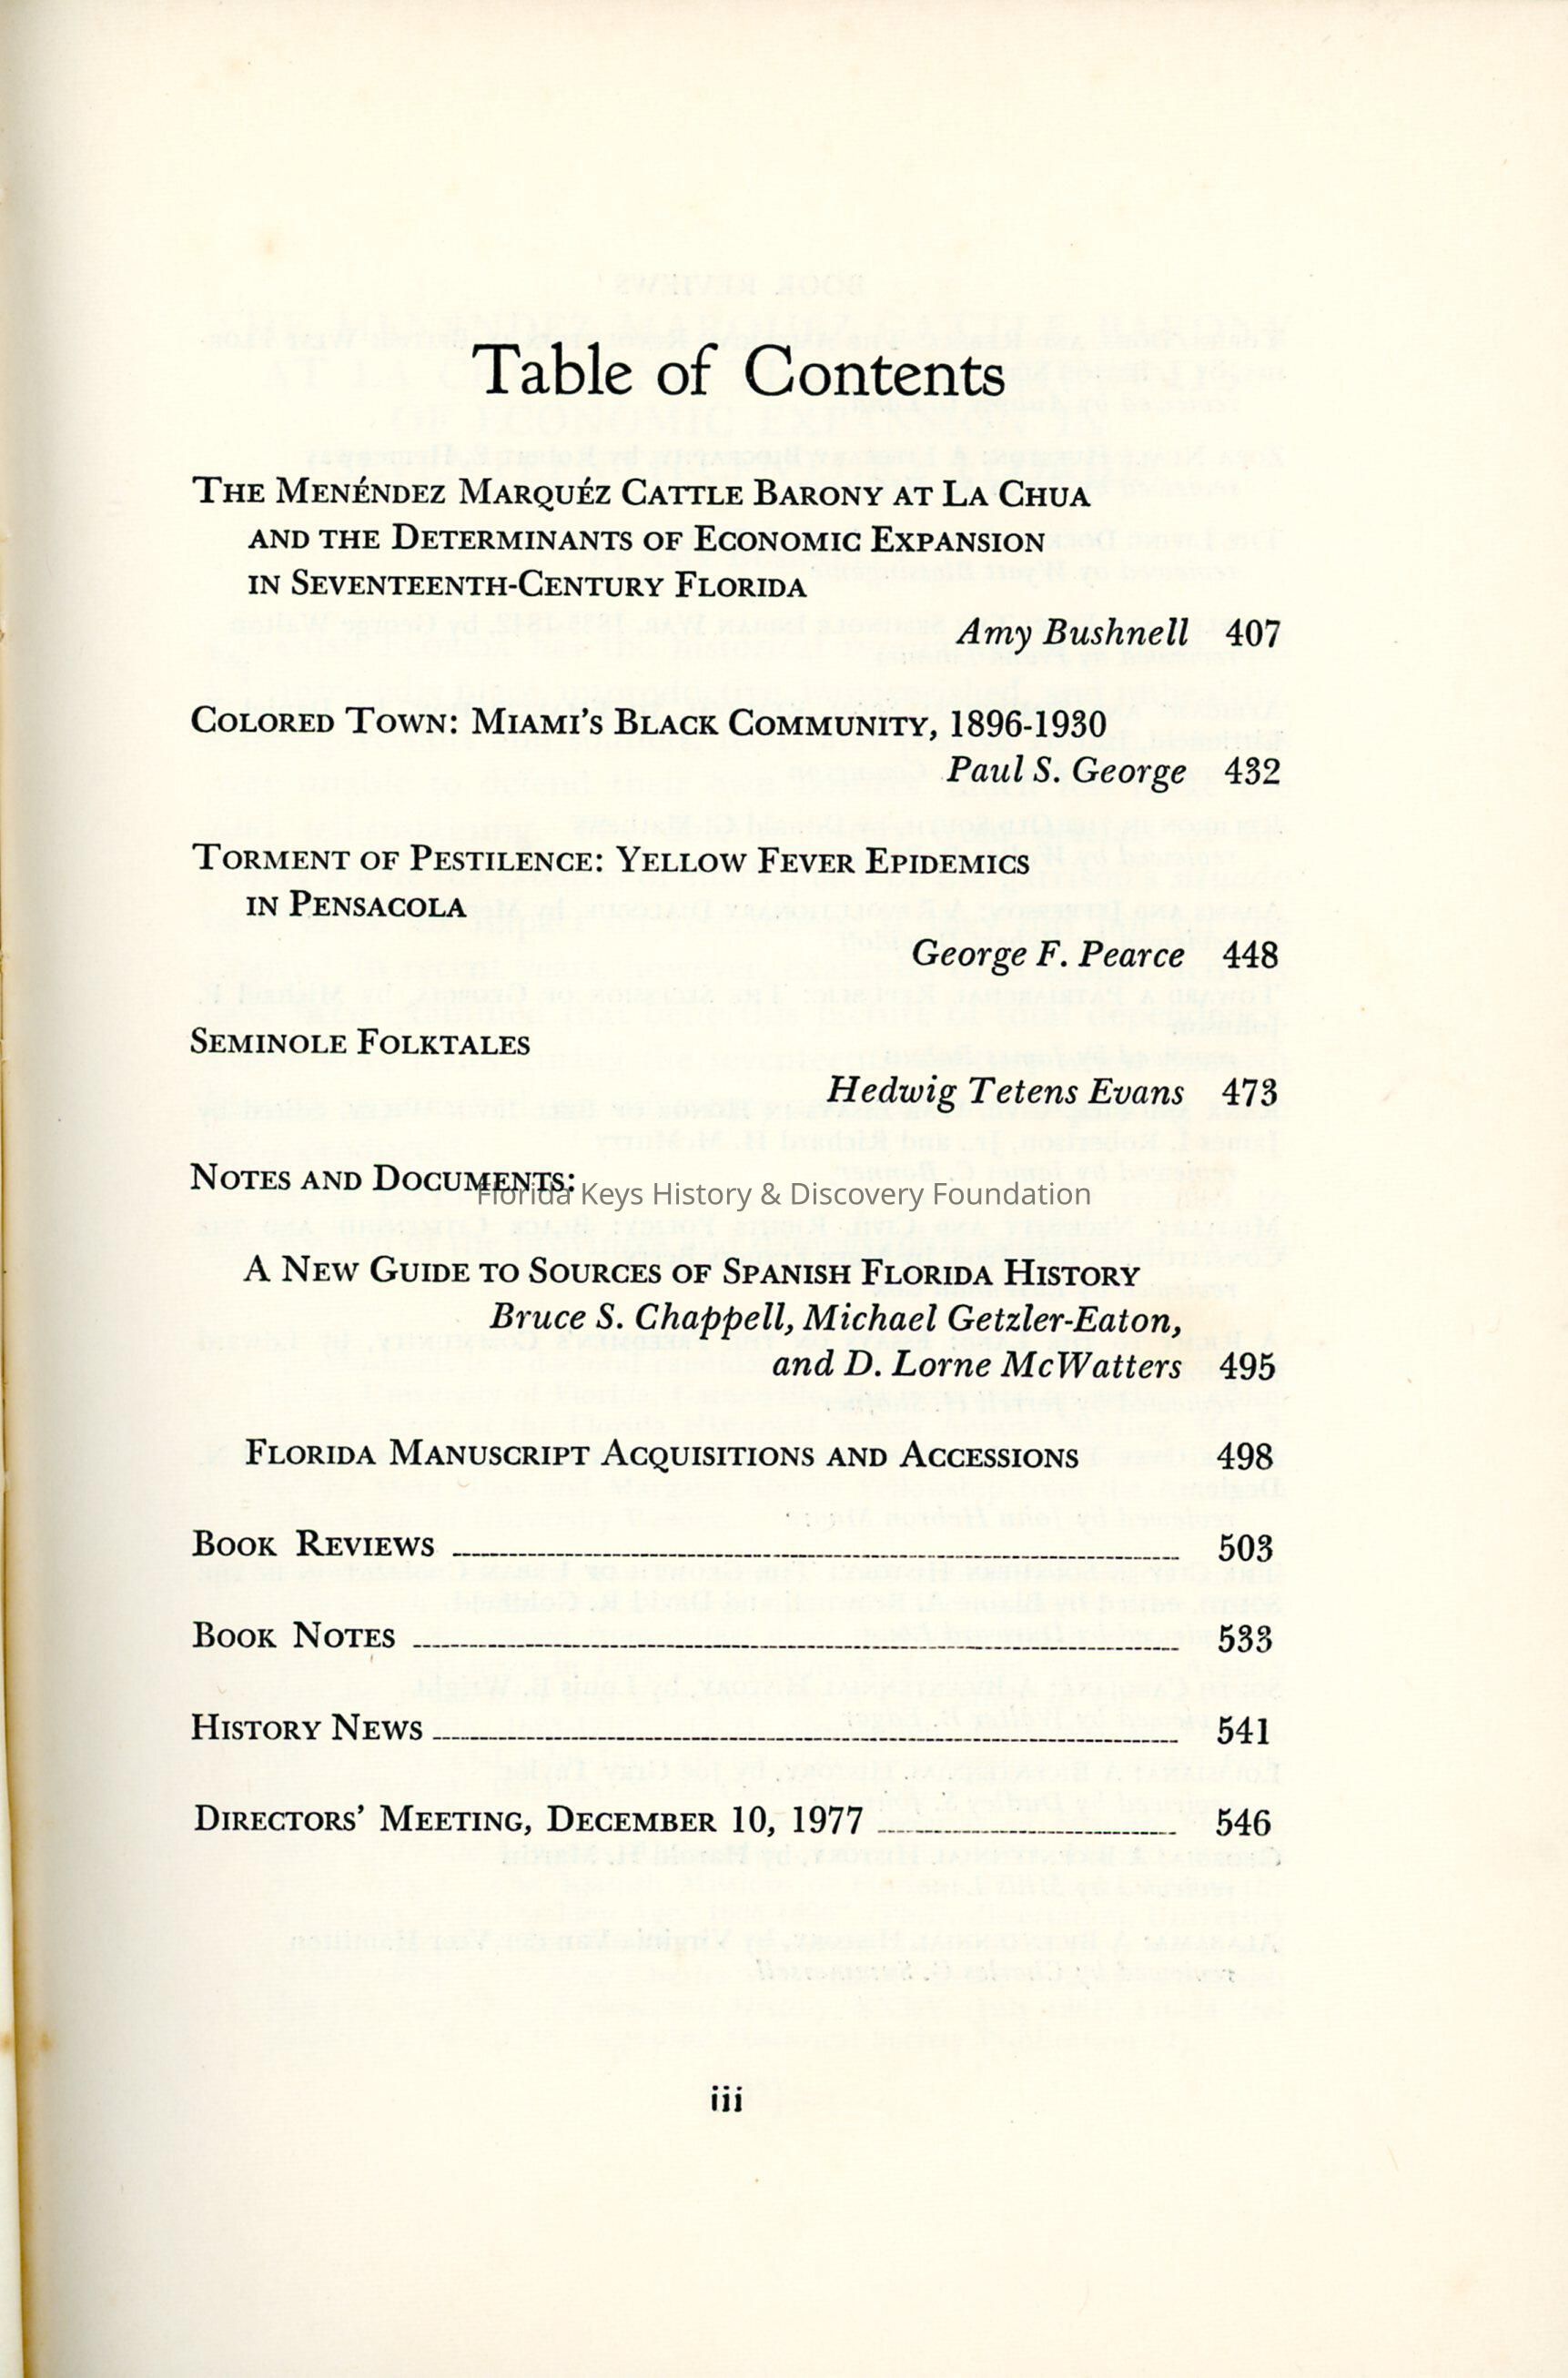 Table of Contents
The Menéndez Marquéz Cattle Barony at La Chua
and the Determinants of Economic Expansion
in Seventeenth-Century Florida
Amy Bushnell 407
Colored Town: Miami's Black Community, 1896-1930
Paul S. George 432
Torment of Pestilence: Yellow Fever Epidemics
in Pensacola
George F. Pearce 448
Seminole Folktales
Hedwig Tetens Evans 473
Notes and Documents:
Florida Keys History & Discovery Foundation
A New Guide to Sources of Spanish Florida History
Bruce S. Chappell, Michael Getzler-Eaton,
and D. Lorne McWatters 495
Florida Manuscript Acquisitions and Accessions 498
Book Reviews 503
Book Notes 533
History News 541
Directors' Meeting, December 10, 1977 546
iii